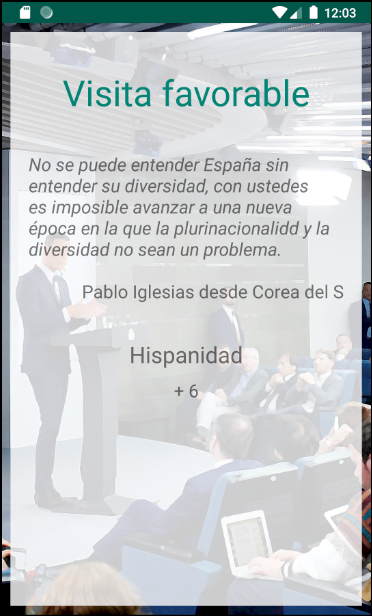 12:03
Visita favorable
No se puede entender España sin
entender su diversidad, con ustedes
es imposible avanzar a una nueva
época en la que la plurinacionalidd y la
diversidad no sean un problema.
Pablo Iglesias desde Corea del S
Hispanidad
+ 6